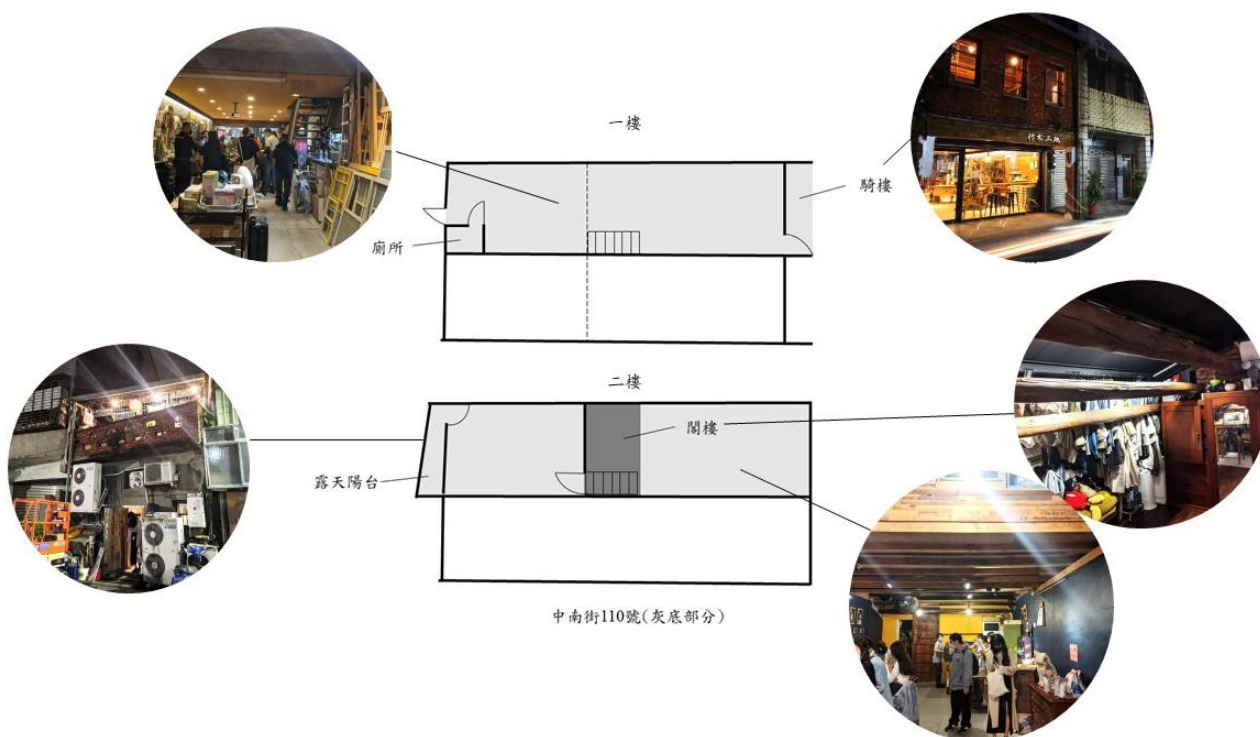 一樓
騎樓
廁所
二樓
閣樓
露天陽台
中南街110號(灰底部分)